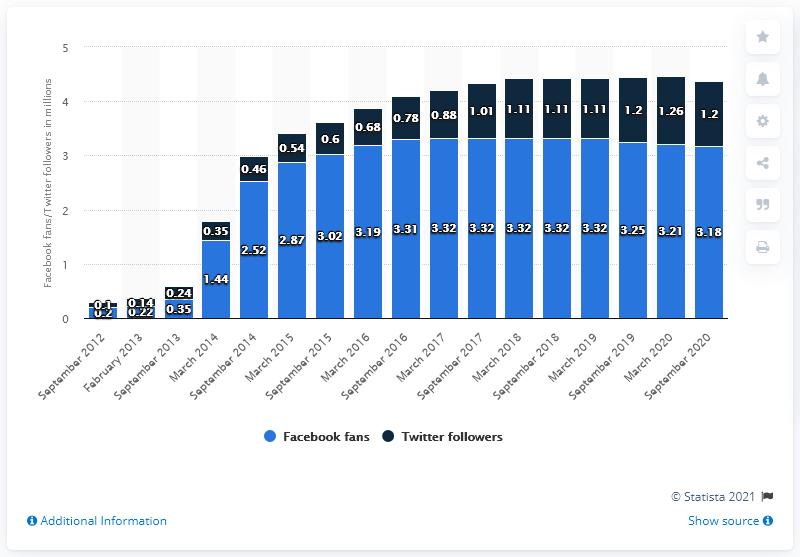 Facebook fans/Twitter followers in millions
5
4
3
2
1
0
0.1 0.14 0.24 0.35 0.46 0.54 0.6 0.68 0.78 0.88 1.01 1.11 1.11 1.11 1.2 1.26 1.2
0.2 0.22 0.35 1.44 2.52 2.87 3.02 3.19 3.31 3.32 3.32 3.32 3.32 3.32 3.25 3.21 3.18
September 2012
February 2013
September 2013
March 2014
September 2014
March 2015
September 2015
March 2016
September 2016
March 2017
September 2017
March 2018
September 2018
March 2019
September 2019
March 2020
September 2020
Facebook fans Twitter followers
© Statista 2021
Additional Information Show source